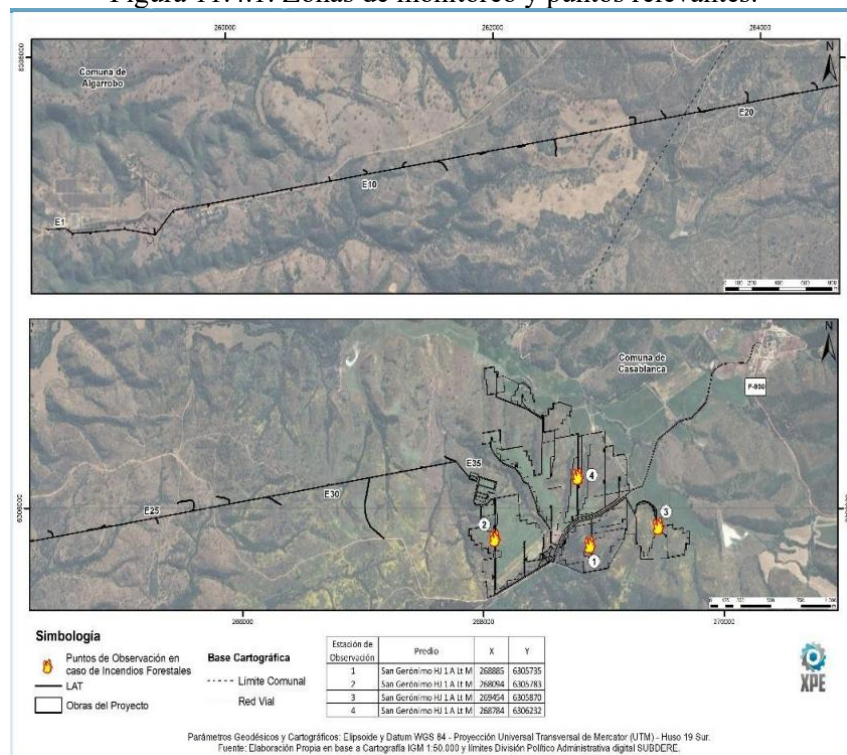 Figura 11.4.1. Zonas de monitoreo y puntos relevantes.
260000 262000 264000
Comuna de
Algarrobo
N
E20
E10
E1
N
Comuna de
Casablanca
E35
4
E30
E25
2
3
1
270000
Simbología
Puntos de Observación en
caso de Incendios Forestales
LAT
Obras del Proyecto
Base Cartográfica
Límite Comunal
Red Vial
Estación de Observación Predio X Y
1 San Gerónimo HJ 1 A Lt M 268885 6305735
2 San Gerónimo HJ 1 A Lt M 268094 6305783
3 San Gerónimo HJ 1 A Lt M 269454 6305870
4 San Gerónimo HJ 1 A Lt M 268784 6306232
XPE
Parámetros Geodésicos y Cartográficos: Elipsoide y Datum WGS 84 - Proyección Universal Transversal de Mercator (UTM) - Huso 19 Sur.
Fuente: Elaboración Propia en base a Cartografía IGM 1:50.000 y límites División Político Administrativa digital SUBDERE.